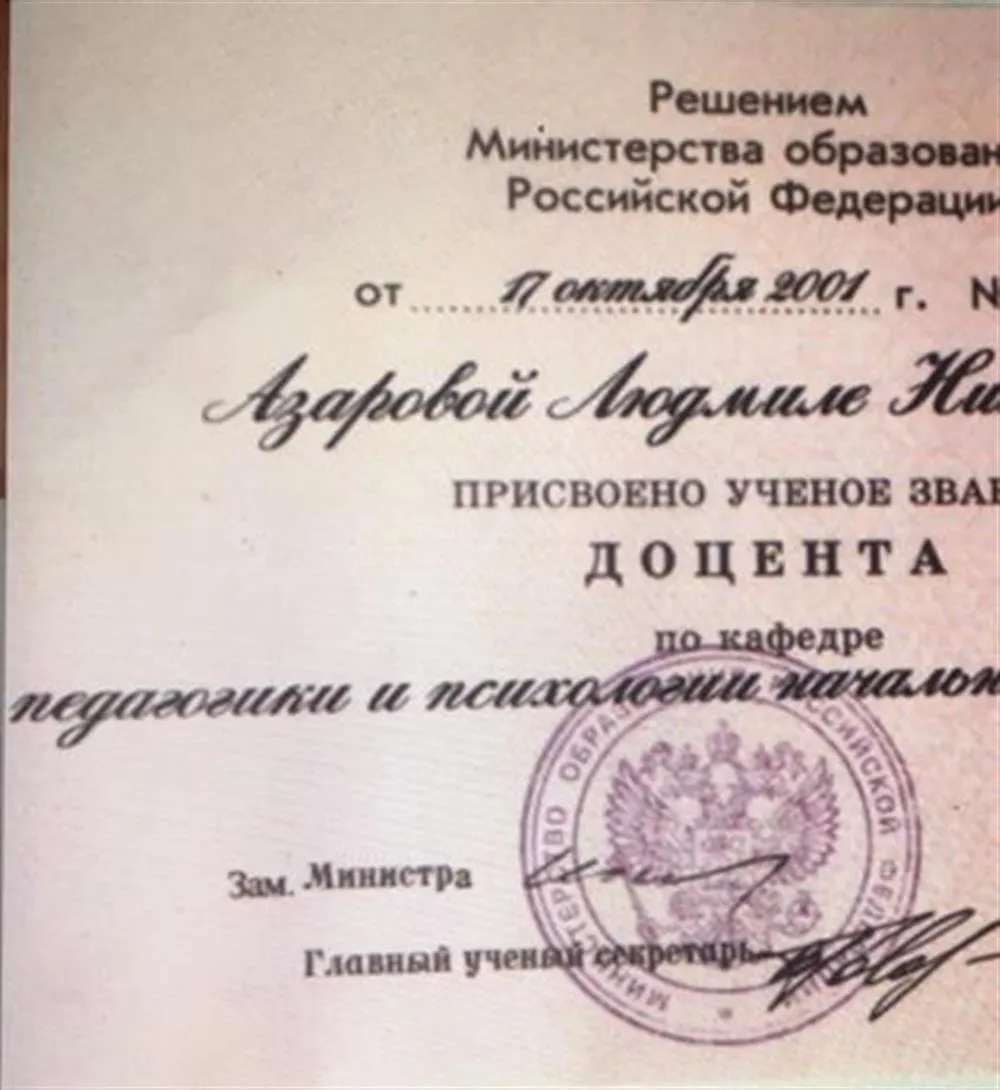 Решением
Министерства образован
Российской Федерации
от 17 октября 2001 г. N
Азаровой Людмиле Ни
ПРИСВОЕНО УЧЕНОЕ ЗВАН
ДОЦЕНТА
по кафедре
педагогики и психологии начальн
Зам. Министра
Главный ученый секретарь